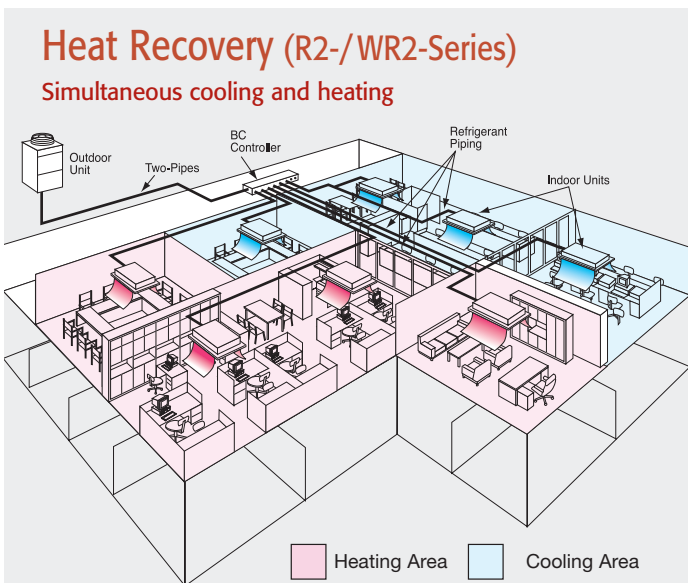 Heat Recovery (R2-/WR2-Series)
Simultaneous cooling and heating
Outdoor
Unit
Two-Pipes
BC
Controller
Refrigerant
Piping
Indoor Units
Heating Area
Cooling Area